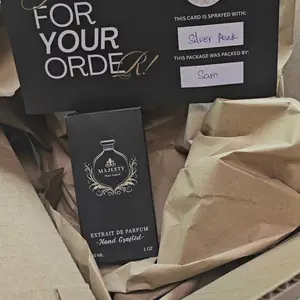 FOR
YOUR
ORDER!
THIS CARD IS SPRAYED WITH:
Silver Peak
THIS PACKAGE WAS PACKED BY:
Sam
MAJESTY
EXTRAIT DE PARFUM
-Hand Crafted-
ML
1 OZ